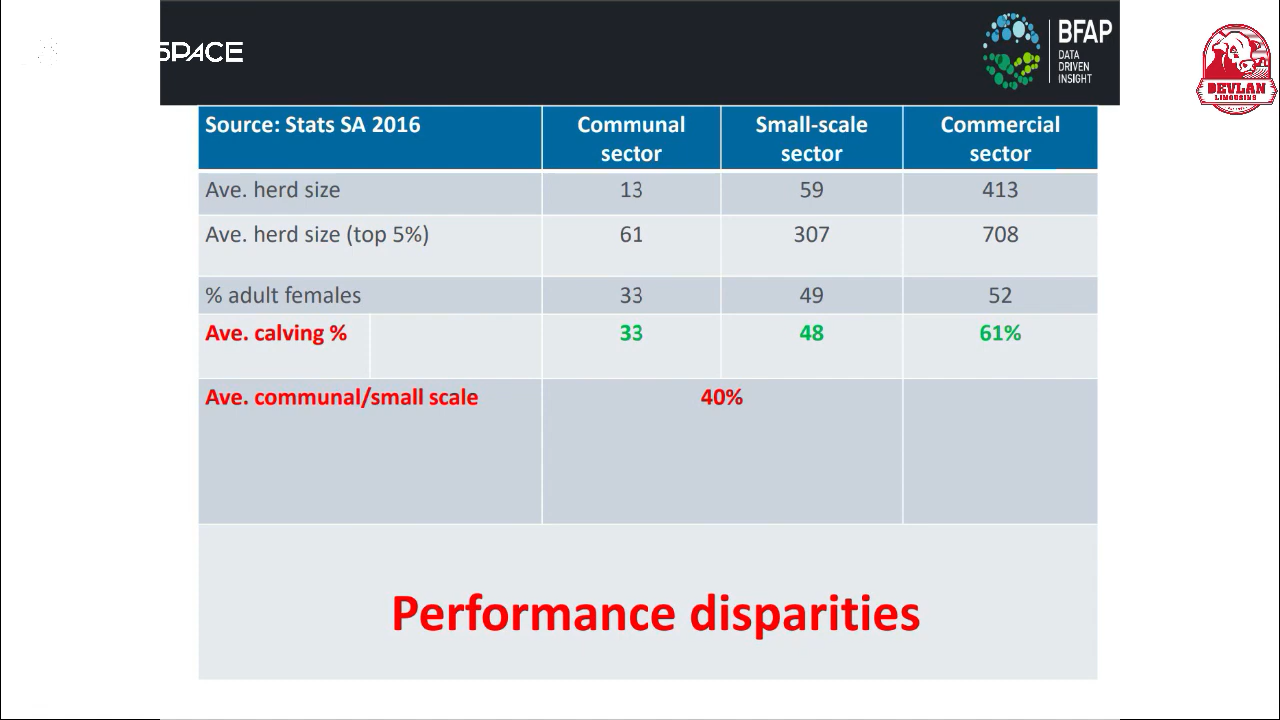 SPACE
BFAP
DATA
DRIVEN
INSIGHT
DEVLAN
LIMOUSINS
Source: Stats SA 2016 Communal sector Small-scale sector Commercial sector
Ave. herd size 13 59 413
Ave. herd size (top 5%) 61 307 708
% adult females 33 49 52
Ave. calving % 33 48 61%
Ave. communal/small scale 40%
Performance disparities